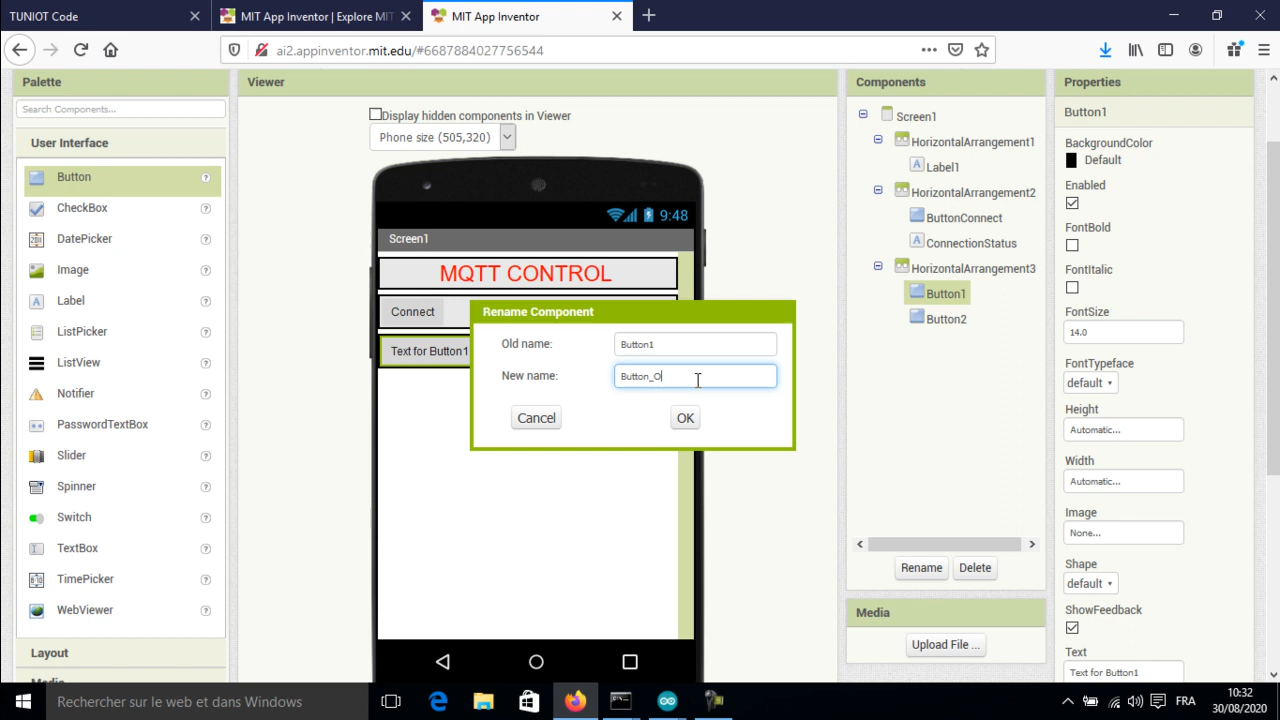 TUNIOT Code
MIT App Inventor | Explore MIT
MIT App Inventor
ai2.appinventor.mit.edu/#6687884027756544
Palette
Viewer
Components
Properties
Search Components...
User Interface
Button
CheckBox
DatePicker
Image
Label
ListPicker
ListView
Notifier
PasswordTextBox
Slider
Spinner
Switch
TextBox
TimePicker
WebViewer
Layout
Display hidden components in Viewer
Phone size (505,320)
9:48
Screen1
MQTT CONTROL
Connect
Text for Button1
Rename Component
Old name:
Button1
New name:
Button_O
Cancel
OK
Screen1
HorizontalArrangement1
Label1
HorizontalArrangement2
ButtonConnect
ConnectionStatus
HorizontalArrangement3
Button1
Button2
Rename
Delete
Media
Upload File ...
Button1
BackgroundColor
Default
Enabled
FontBold
FontItalic
FontSize
14.0
FontTypeface
default
Height
Automatic...
Width
Automatic...
Image
None...
Shape
default
ShowFeedback
Text
Text for Button1
Rechercher sur le web et dans Windows
FRA
10:32
30/08/2020